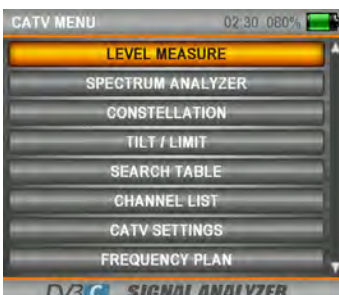 CATV MENU 02:30 080%
LEVEL MEASURE
SPECTRUM ANALYZER
CONSTELLATION
TILT / LIMIT
SEARCH TABLE
CHANNEL LIST
CATV SETTINGS
FREQUENCY PLAN
DVB C SIGNAL ANALYZER